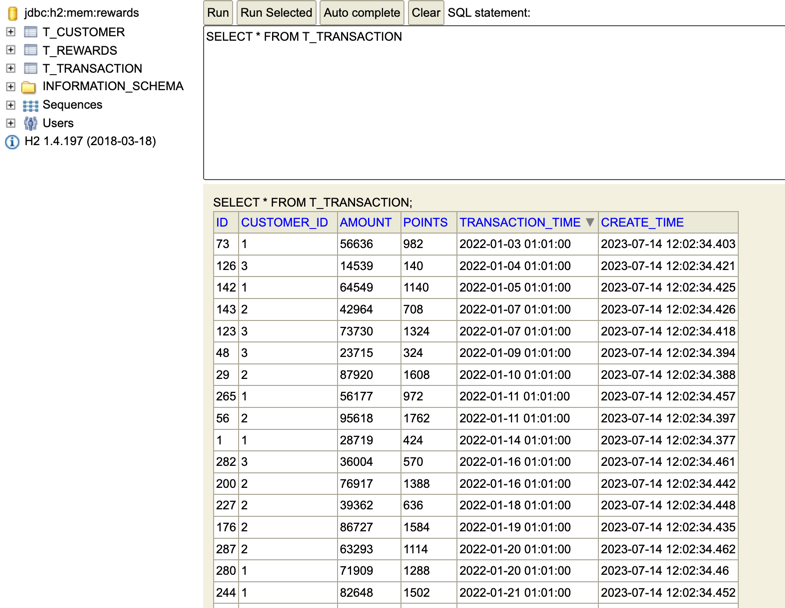 jdbc:h2:mem:rewards
T_CUSTOMER
T_REWARDS
T_TRANSACTION
INFORMATION_SCHEMA
Sequences
Users
H2 1.4.197 (2018-03-18)
Run Run Selected Auto complete Clear SQL statement:
SELECT * FROM T_TRANSACTION
SELECT * FROM T_TRANSACTION;
ID CUSTOMER_ID AMOUNT POINTS TRANSACTION_TIME ▼ CREATE_TIME
73 1 56636 982 2022-01-03 01:01:00 2023-07-14 12:02:34.403
126 3 14539 140 2022-01-04 01:01:00 2023-07-14 12:02:34.421
142 1 64549 1140 2022-01-05 01:01:00 2023-07-14 12:02:34.425
143 2 42964 708 2022-01-07 01:01:00 2023-07-14 12:02:34.426
123 3 73730 1324 2022-01-07 01:01:00 2023-07-14 12:02:34.418
48 3 23715 324 2022-01-09 01:01:00 2023-07-14 12:02:34.394
29 2 87920 1608 2022-01-10 01:01:00 2023-07-14 12:02:34.388
265 1 56177 972 2022-01-11 01:01:00 2023-07-14 12:02:34.457
56 2 95618 1762 2022-01-11 01:01:00 2023-07-14 12:02:34.397
1 1 28719 424 2022-01-14 01:01:00 2023-07-14 12:02:34.377
282 3 36004 570 2022-01-16 01:01:00 2023-07-14 12:02:34.461
200 2 76917 1388 2022-01-16 01:01:00 2023-07-14 12:02:34.442
227 2 39362 636 2022-01-18 01:01:00 2023-07-14 12:02:34.448
176 2 86727 1584 2022-01-19 01:01:00 2023-07-14 12:02:34.435
287 2 63293 1114 2022-01-20 01:01:00 2023-07-14 12:02:34.462
280 1 71909 1288 2022-01-20 01:01:00 2023-07-14 12:02:34.46
244 1 82648 1502 2022-01-21 01:01:00 2023-07-14 12:02:34.452